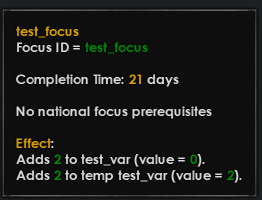 test_focus
Focus ID = test_focus
Completion Time: 21 days
No national focus prerequisites
Effect:
Adds 2 to test_var (value = 0).
Adds 2 to temp test_var (value = 2).